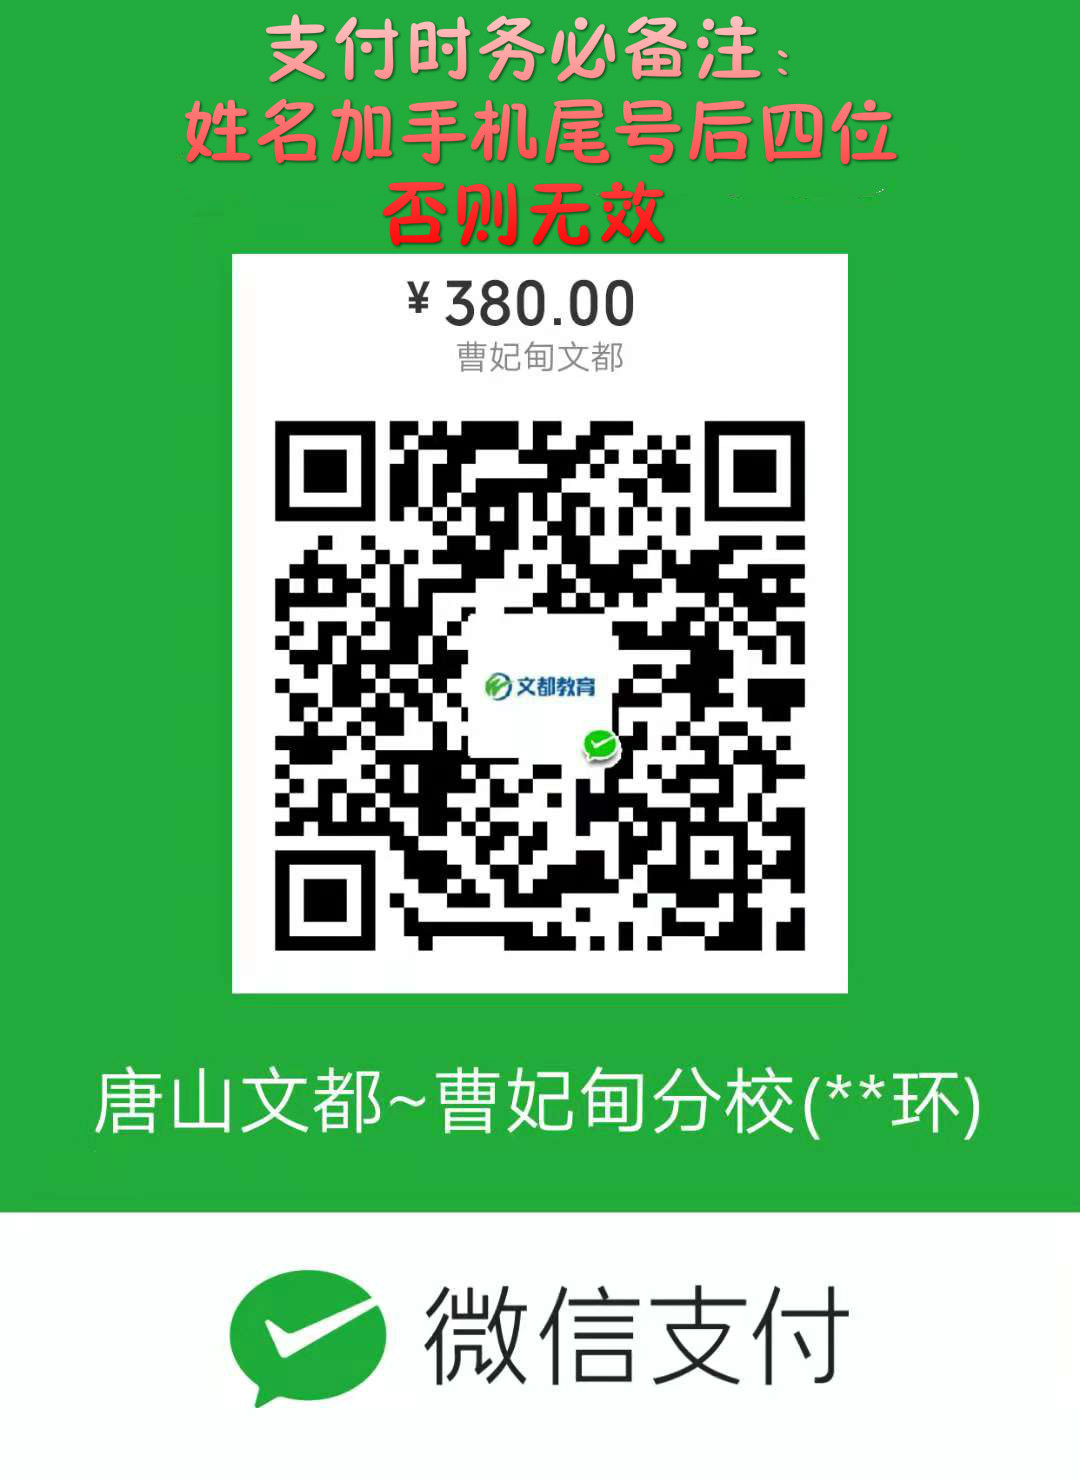 支付时务必备注：
姓名加手机尾号后四位
否则无效
¥380.00
曹妃甸文都
文都教育
唐山文都~曹妃甸分校(**环)
微信支付